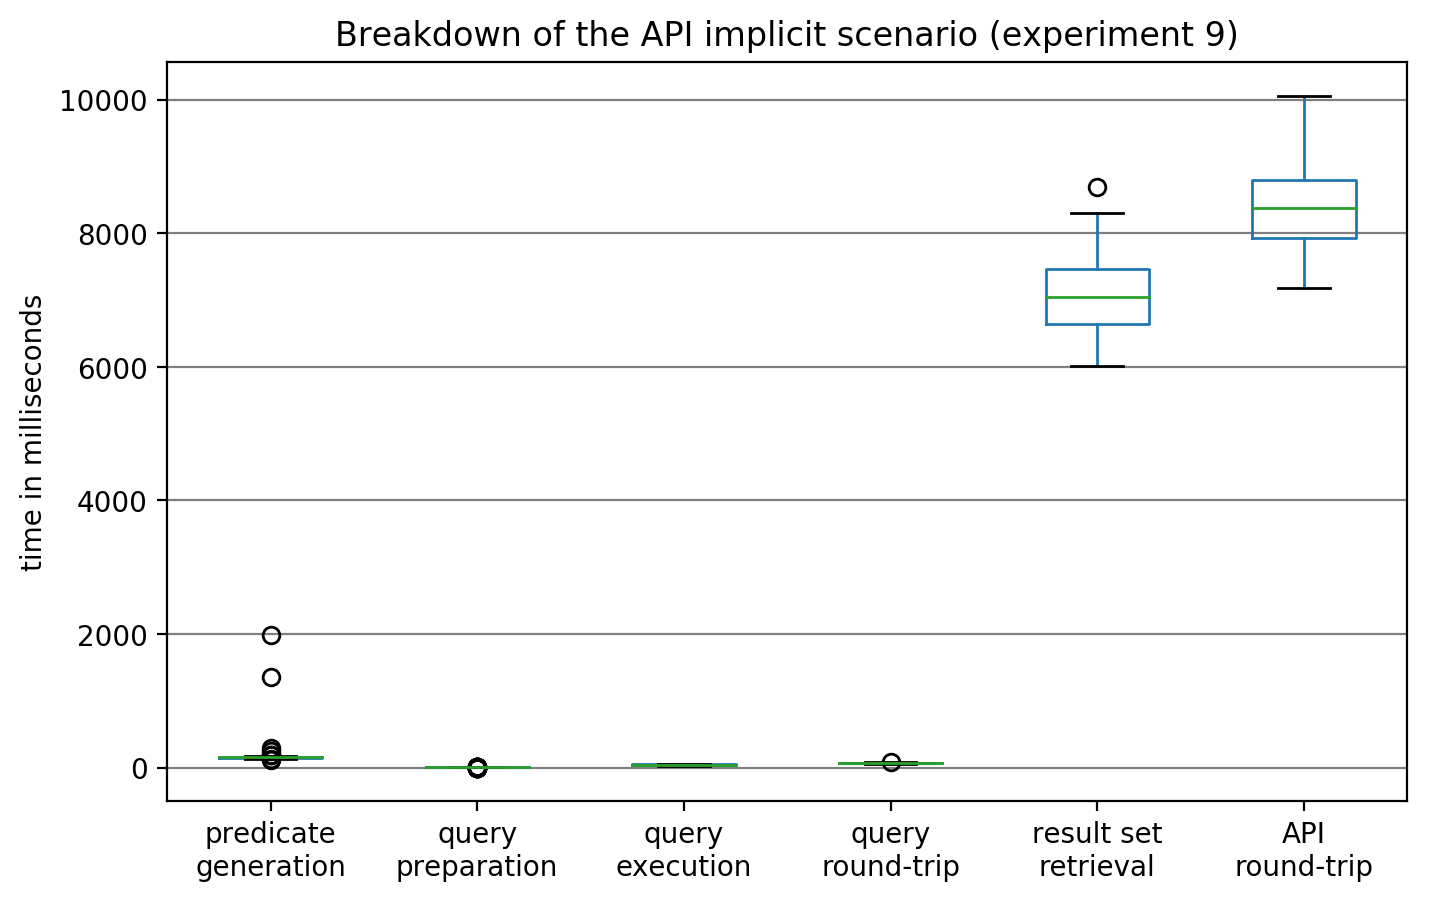 Breakdown of the API implicit scenario (experiment 9)
time in milliseconds
10000
8000
6000
4000
2000
0
predicate
generation
query
preparation
query
execution
query
round-trip
result set
retrieval
API
round-trip